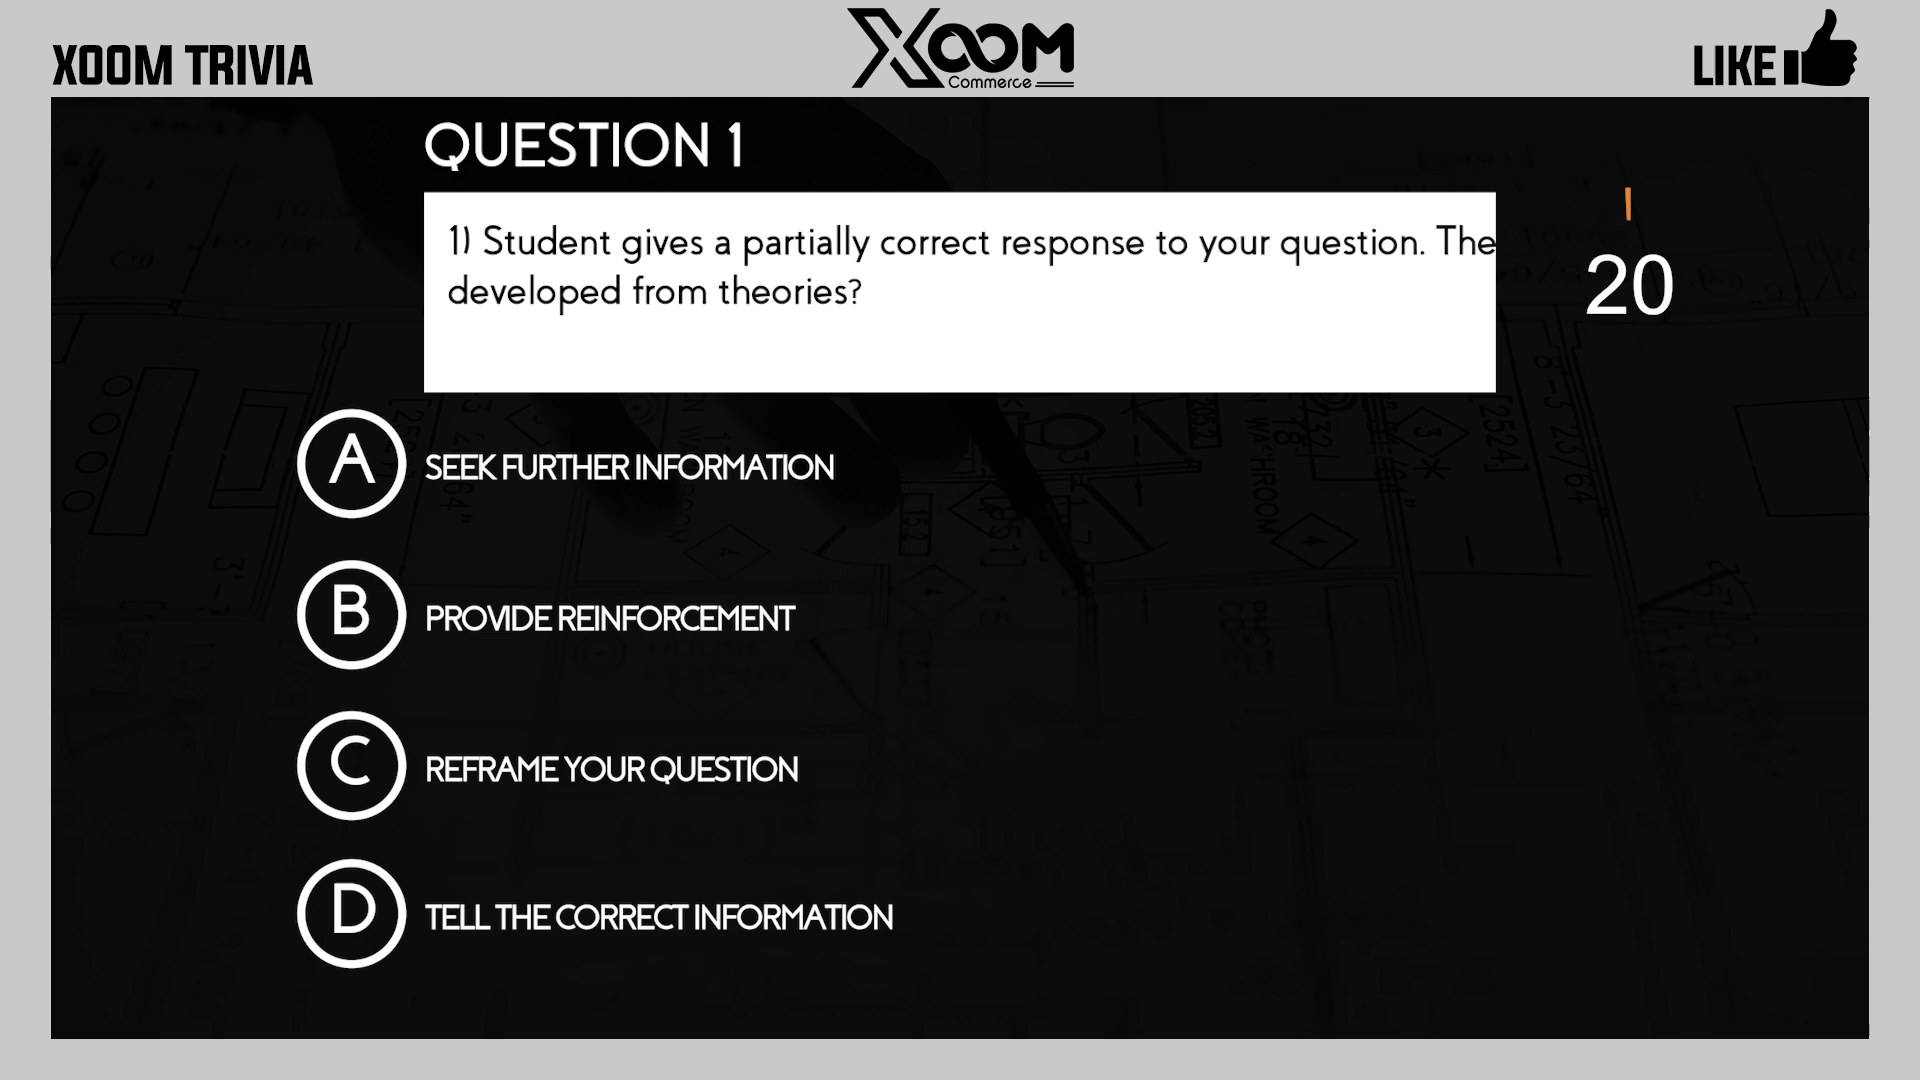 XOOM TRIVIA
XOOM
Commerce
LIKE
QUESTION 1
1) Student gives a partially correct response to your question. The
developed from theories?
20
A
SEEK FURTHER INFORMATION
B
PROVIDE REINFORCEMENT
C
REFRAME YOUR QUESTION
D
TELL THE CORRECT INFORMATION